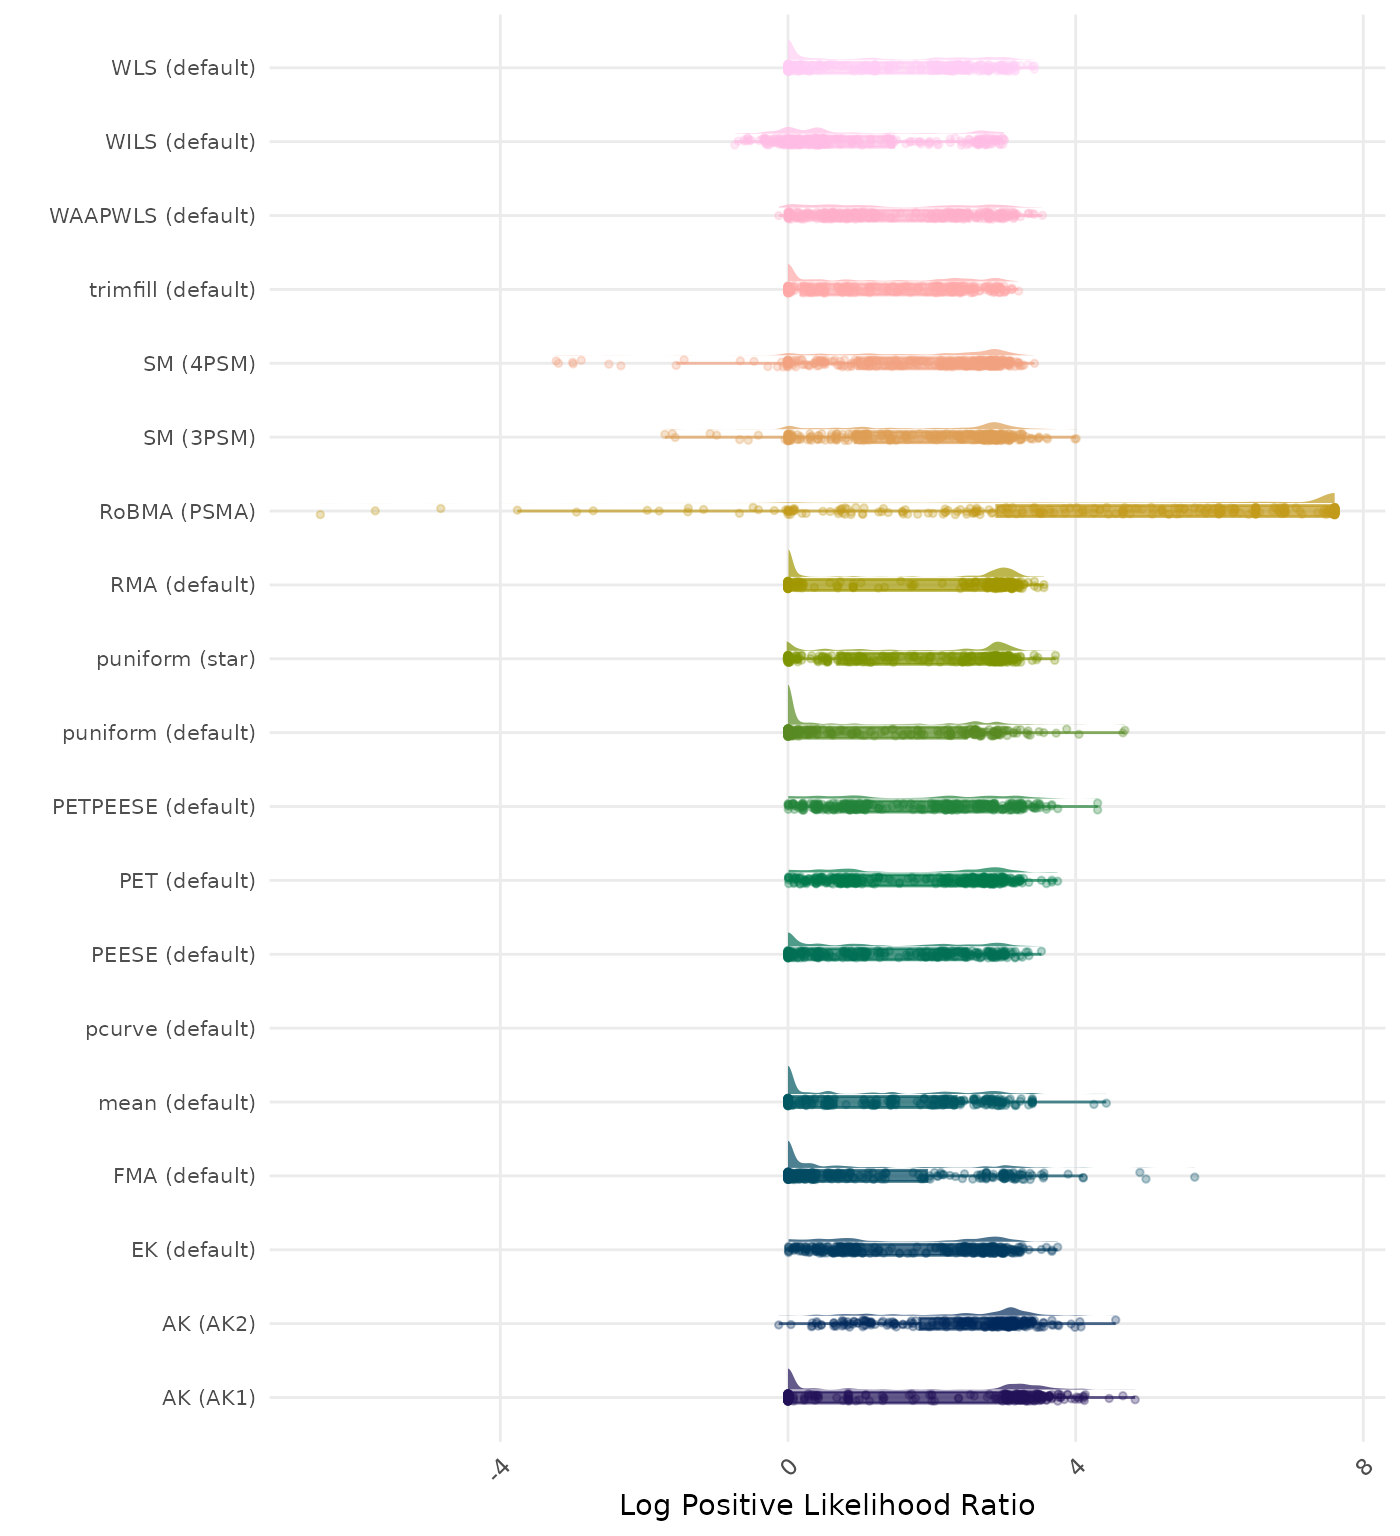 WLS (default)
WILS (default)
WAAPWLS (default)
trimfill (default)
SM (4PSM)
SM (3PSM)
RoBMA (PSMA)
RMA (default)
puniform (star)
puniform (default)
PETPEESE (default)
PET (default)
PEESE (default)
pcurve (default)
mean (default)
FMA (default)
EK (default)
AK (AK2)
AK (AK1)
-4
0
4
8
Log Positive Likelihood Ratio